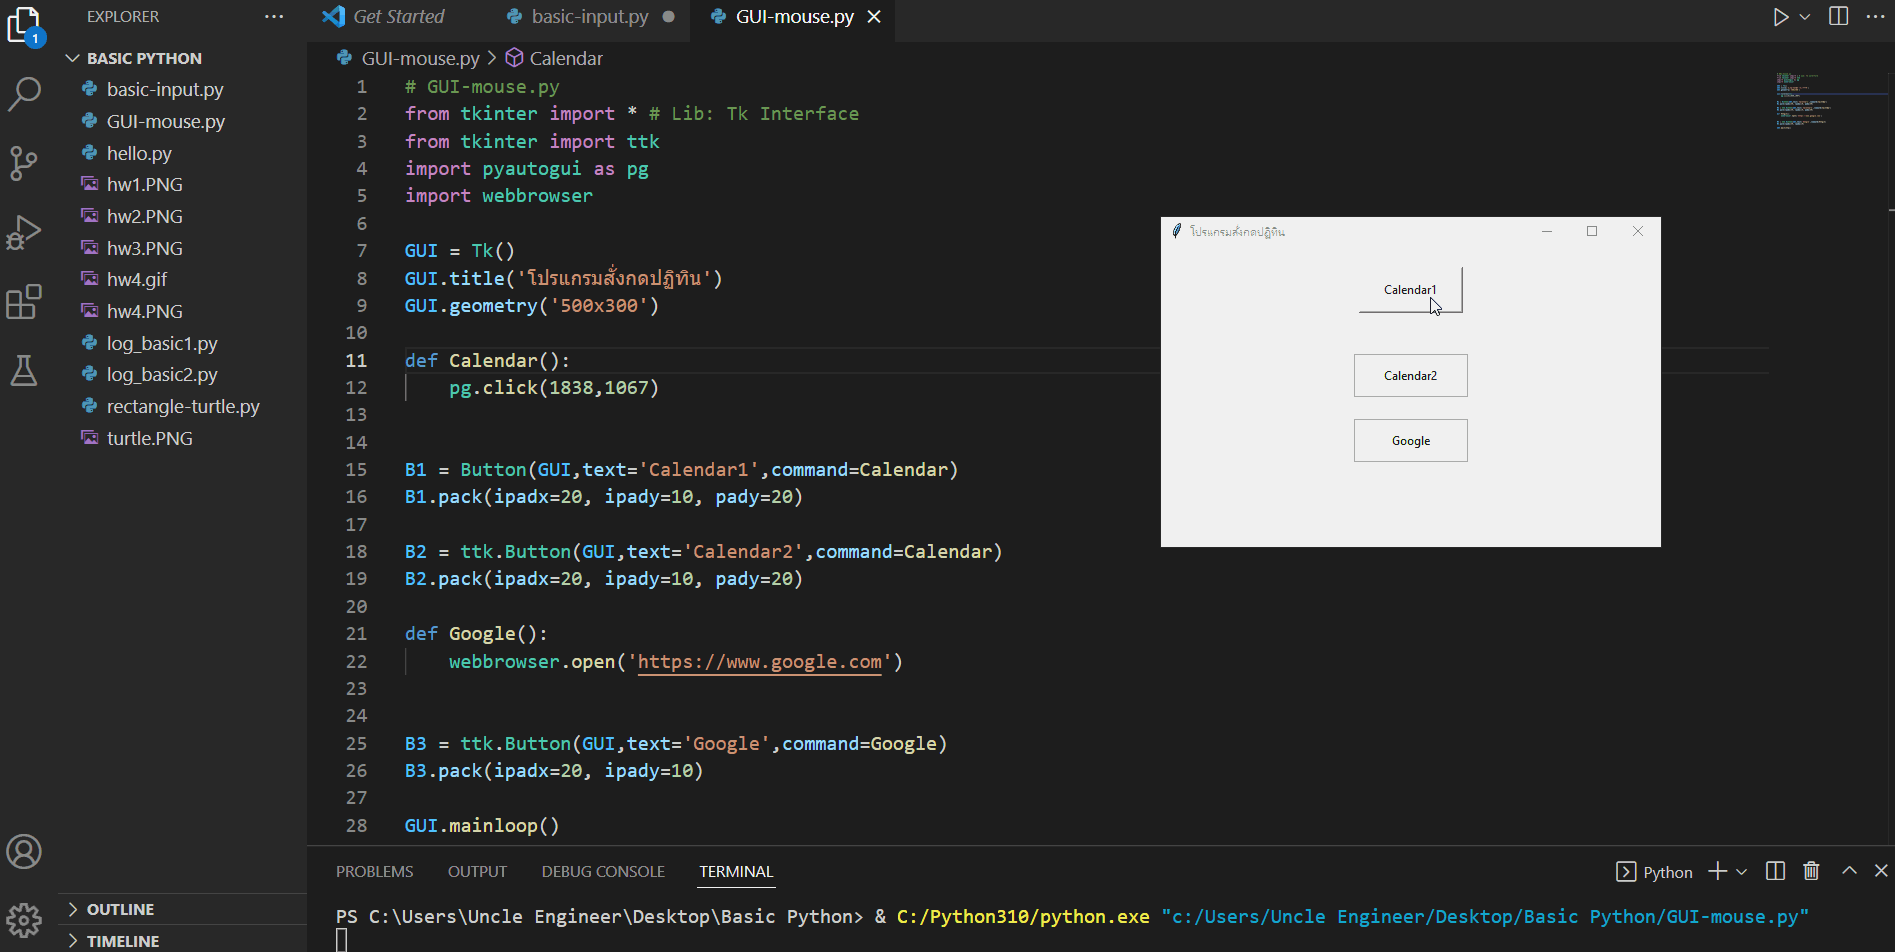 EXPLORER
BASIC PYTHON
basic-input.py
GUI-mouse.py
hello.py
hw1.PNG
hw2.PNG
hw3.PNG
hw4.gif
hw4.PNG
log_basic1.py
log_basic2.py
rectangle-turtle.py
turtle.PNG
OUTLINE
TIMELINE
1
Get Started
basic-input.py
GUI-mouse.py
GUI-mouse.py > Calendar
1 # GUI-mouse.py
2 from tkinter import * # Lib: Tk Interface
3 from tkinter import ttk
4 import pyautogui as pg
5 import webbrowser
6
7 GUI = Tk()
8 GUI.title('โปรแกรมสั่งกดปฏิทิน')
9 GUI.geometry('500x300')
10
11 def Calendar():
12 pg.click(1838,1067)
13
14
15 B1 = Button(GUI,text='Calendar1',command=Calendar)
16 B1.pack(ipadx=20, ipady=10, pady=20)
17
18 B2 = ttk.Button(GUI,text='Calendar2',command=Calendar)
19 B2.pack(ipadx=20, ipady=10, pady=20)
20
21 def Google():
22 webbrowser.open('https://www.google.com')
23
24
25 B3 = ttk.Button(GUI,text='Google',command=Google)
26 B3.pack(ipadx=20, ipady=10)
27
28 GUI.mainloop()
โปรแกรมสั่งกดปฏิทิน
Calendar1
Calendar2
Google
PROBLEMS OUTPUT DEBUG CONSOLE TERMINAL
Python
PS C:\Users\Uncle Engineer\Desktop\Basic Python> & C:/Python310/python.exe "c:/Users/Uncle Engineer/Desktop/Basic Python/GUI-mouse.py"